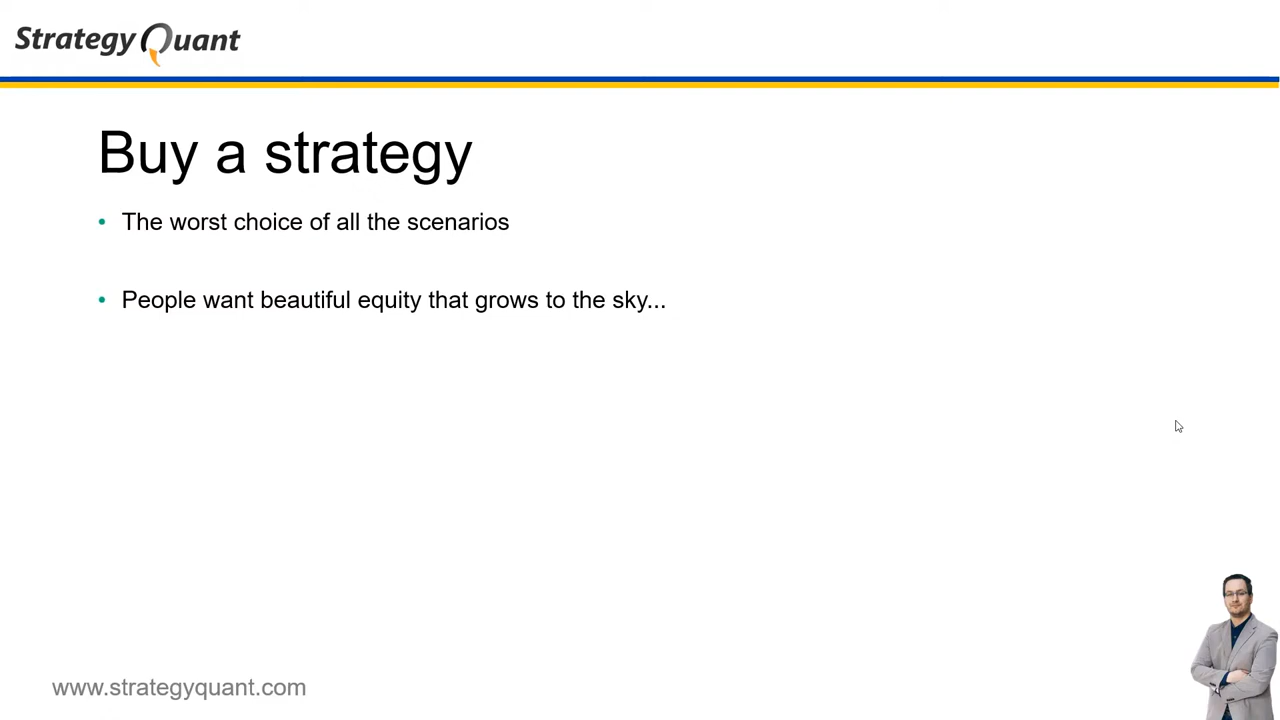 Strategy Quant
Buy a strategy
• The worst choice of all the scenarios
• People want beautiful equity that grows to the sky...
www.strategyquant.com